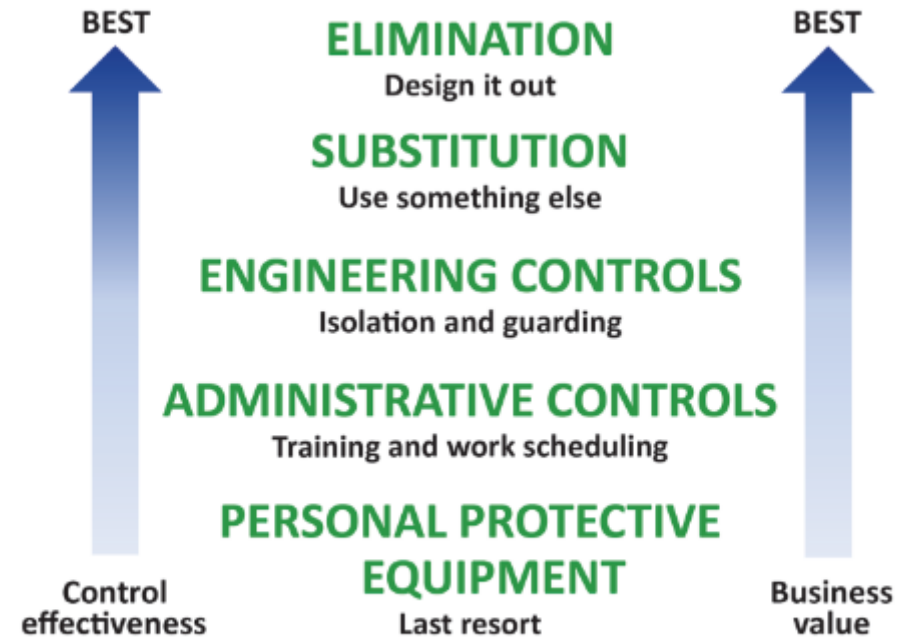 BEST
BEST
ELIMINATION
Design it out
SUBSTITUTION
Use something else
ENGINEERING CONTROLS
Isolation and guarding
ADMINISTRATIVE CONTROLS
Training and work scheduling
PERSONAL PROTECTIVE
EQUIPMENT
Last resort
Control
effectiveness
Business
value